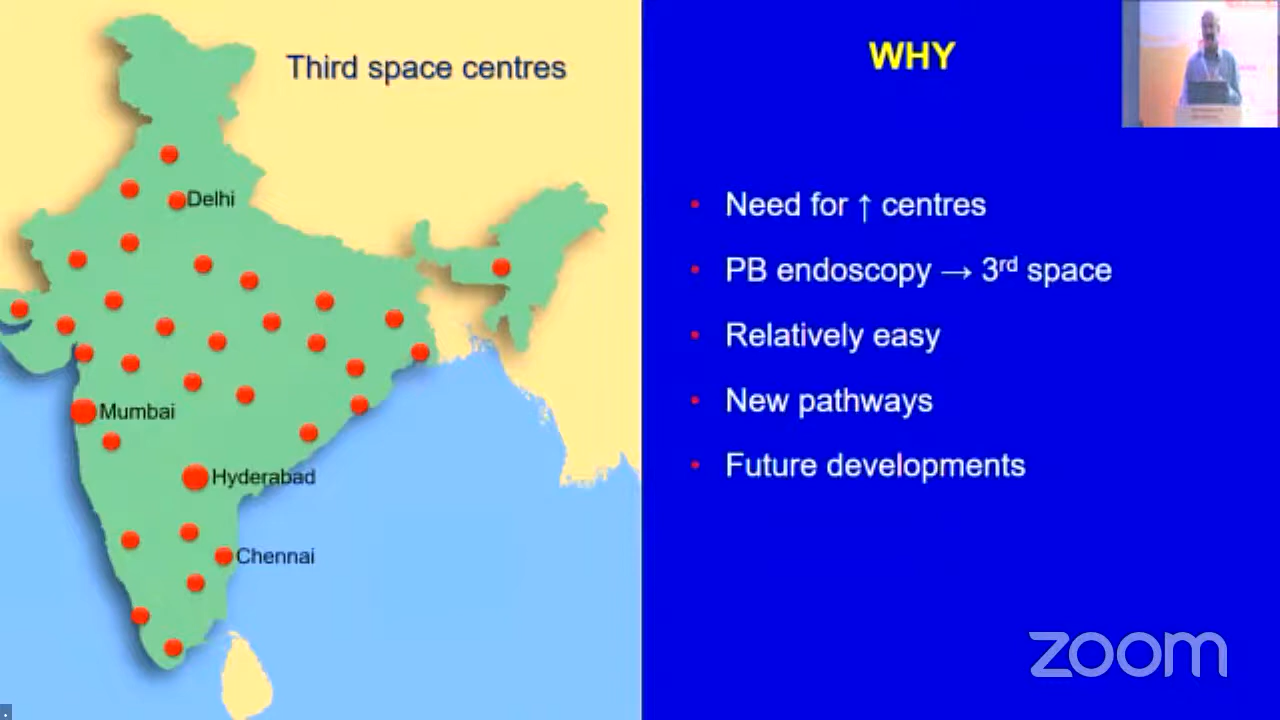 Third space centres
Delhi
Mumbai
Hyderabad
Chennai
WHY
• Need for ↑ centres
• PB endoscopy → 3rd space
• Relatively easy
• New pathways
• Future developments
zoom